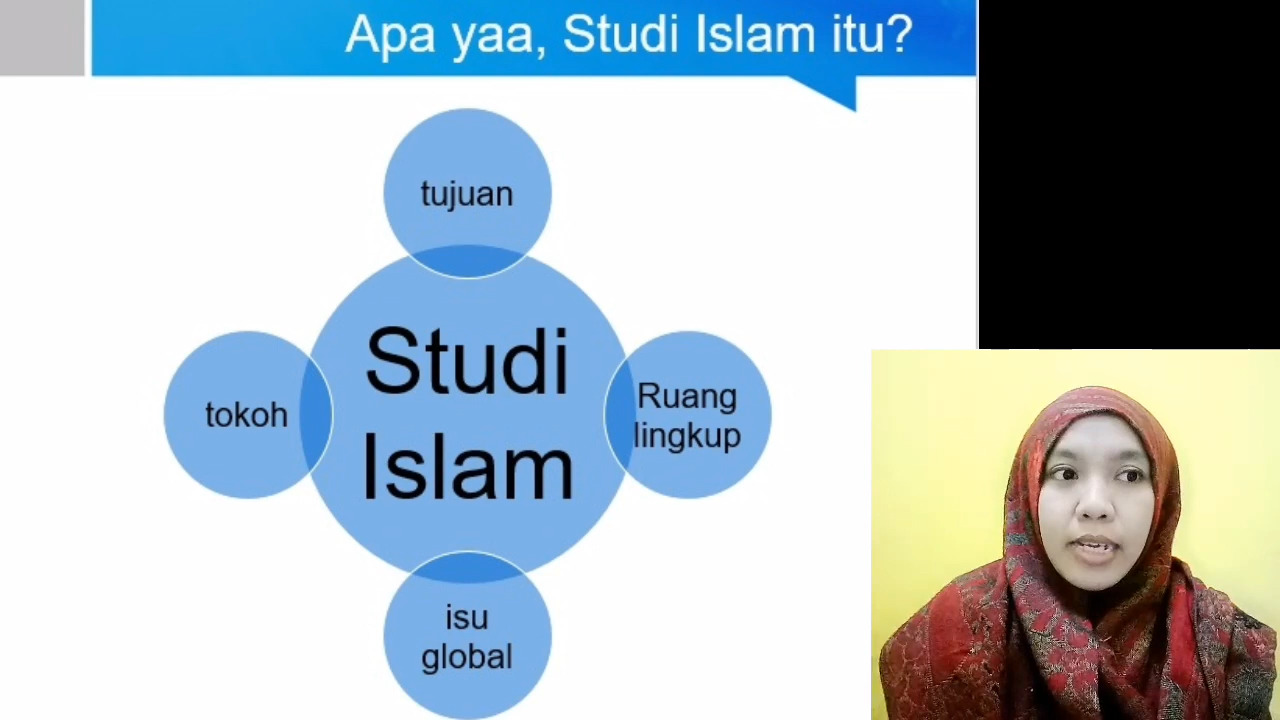 Apa yaa, Studi Islam itu?
tujuan
tokoh
Studi
Islam
Ruang
lingkup
isu
global